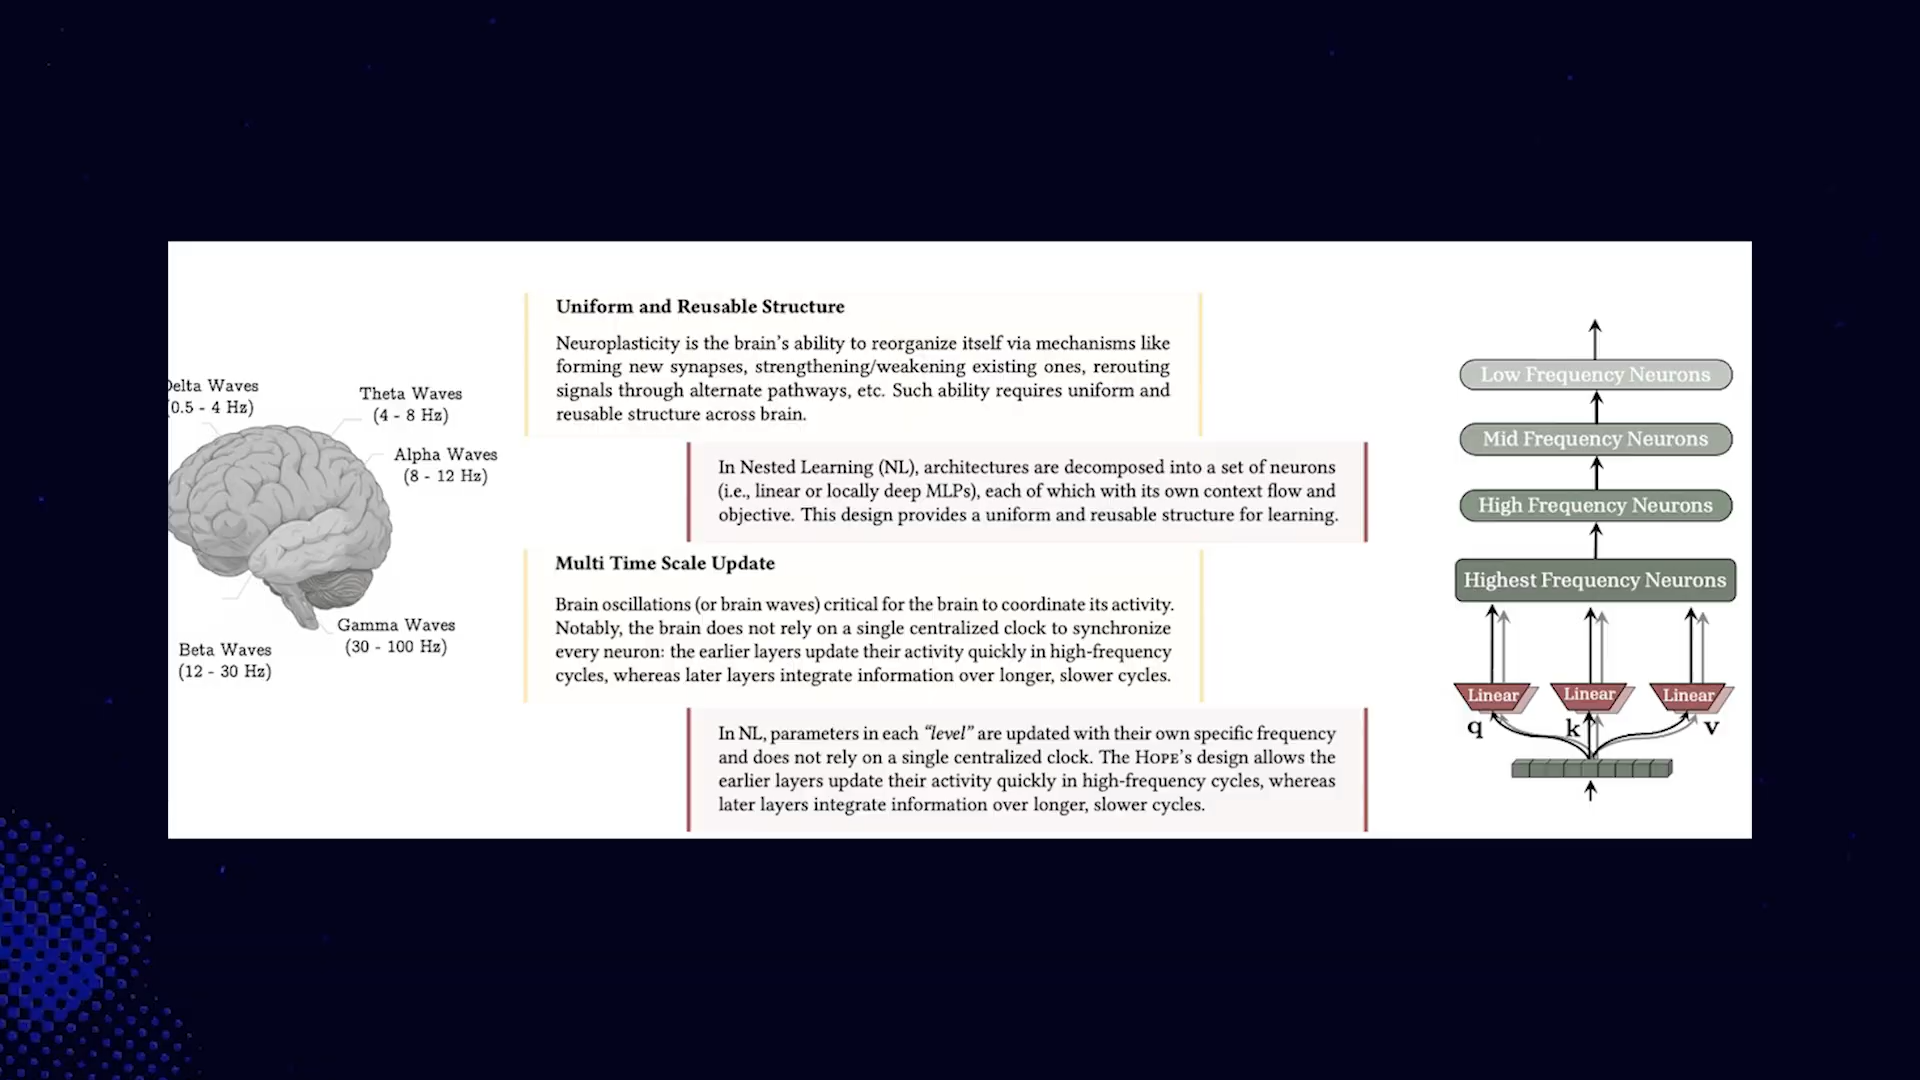 Delta Waves
(0.5 - 4 Hz)
Theta Waves
(4 - 8 Hz)
Alpha Waves
(8 - 12 Hz)
Gamma Waves
(30 - 100 Hz)
Beta Waves
(12 - 30 Hz)
Uniform and Reusable Structure
Neuroplasticity is the brain's ability to reorganize itself via mechanisms like
forming new synapses, strengthening/weakening existing ones, rerouting
signals through alternate pathways, etc. Such ability requires uniform and
reusable structure across brain.
In Nested Learning (NL), architectures are decomposed into a set of neurons
(i.e., linear or locally deep MLPs), each of which with its own context flow and
objective. This design provides a uniform and reusable structure for learning.
Multi Time Scale Update
Brain oscillations (or brain waves) critical for the brain to coordinate its activity.
Notably, the brain does not rely on a single centralized clock to synchronize
every neuron: the earlier layers update their activity quickly in high-frequency
cycles, whereas later layers integrate information over longer, slower cycles.
In NL, parameters in each "level" are updated with their own specific frequency
and does not rely on a single centralized clock. The HOPE's design allows the
earlier layers update their activity quickly in high-frequency cycles, whereas
later layers integrate information over longer, slower cycles.
Low Frequency Neurons
Mid Frequency Neurons
High Frequency Neurons
Highest Frequency Neurons
Linear Linear Linear
q k v